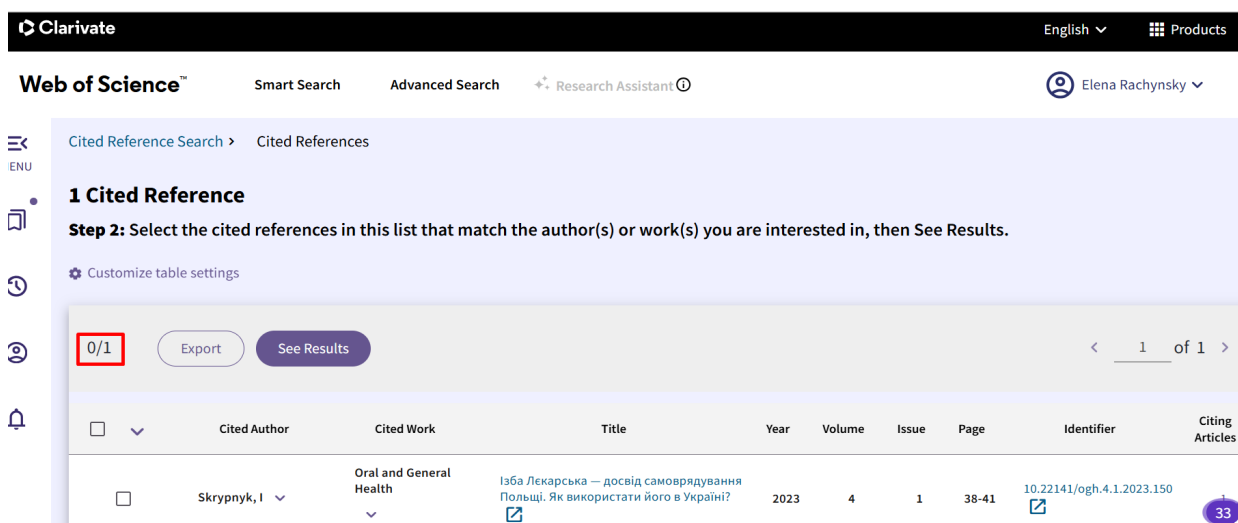 Clarivate
English
Products
Web of Science™
Smart Search
Advanced Search
Research Assistant
Elena Rachynsky
ENU
Cited Reference Search > Cited References
1 Cited Reference
Step 2: Select the cited references in this list that match the author(s) or work(s) you are interested in, then See Results.
Customize table settings
0/1
Export
See Results
< 1 of 1 >
Cited Author
Cited Work
Title
Year
Volume
Issue
Page
Identifier
Citing
Articles
Skrypnyk, I
Oral and General
Health
Ізба Лєкарська — досвід самоврядування
Польщі. Як використати його в Україні?
2023
4
1
38-41
10.22141/ogh.4.1.2023.150
33